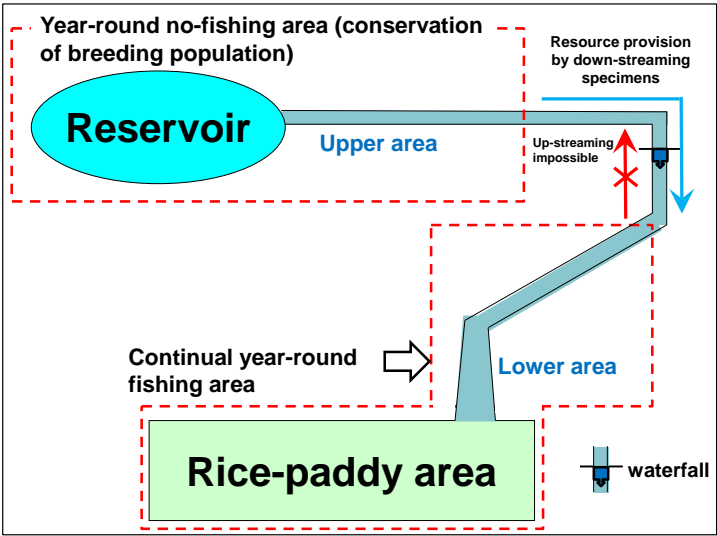 Year-round no-fishing area (conservation
of breeding population)
Resource provision
by down-streaming
specimens
Reservoir
Upper area
Up-streaming
impossible
Continual year-round
fishing area
Lower area
Rice-paddy area
waterfall